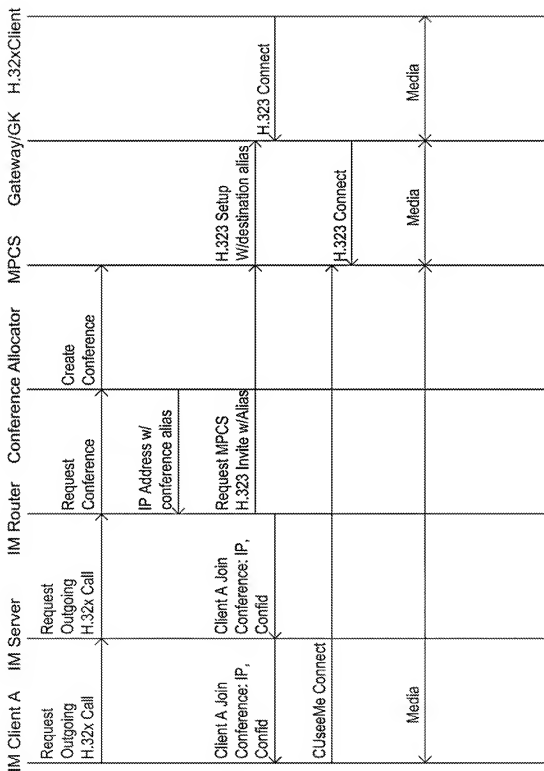 IM Client A
IM Server
IM Router
Conference Allocator
MPCS
Gateway/GK
H.32xClient
Request
Outgoing
H.32x Call
Request
Outgoing
H.32x Call
Request
Conference
Create
Conference
IP Address w/
conference alias
Client A Join
Conference: IP,
Confid
Client A Join
Conference: IP,
Confid
Request MPCS
H.323 Invite w/Alias
H.323 Setup
W/destination alias
H.323 Connect
CUseeMe Connect
H.323 Connect
Media
Media
Media